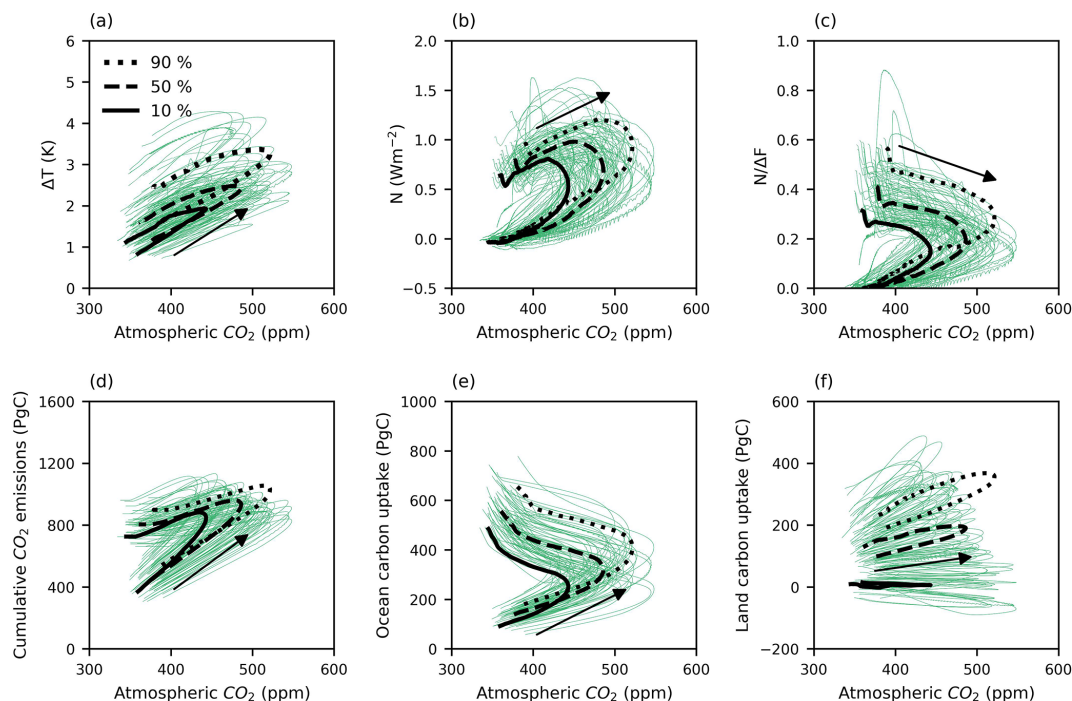 (a)
ΔT (K)
6
5
4
3
2
1
0
90 %
50 %
10 %
300 400 500 600
Atmospheric CO2 (ppm)
(b)
N (Wm−2)
2.0
1.5
1.0
0.5
0.0
−0.5
300 400 500 600
Atmospheric CO2 (ppm)
(c)
N/ΔF
1.0
0.8
0.6
0.4
0.2
0.0
300 400 500 600
Atmospheric CO2 (ppm)
(d)
Cumulative CO2 emissions (PgC)
1600
1200
800
400
0
300 400 500 600
Atmospheric CO2 (ppm)
(e)
Ocean carbon uptake (PgC)
1000
800
600
400
200
0
300 400 500 600
Atmospheric CO2 (ppm)
(f)
Land carbon uptake (PgC)
600
400
200
0
−200
300 400 500 600
Atmospheric CO2 (ppm)